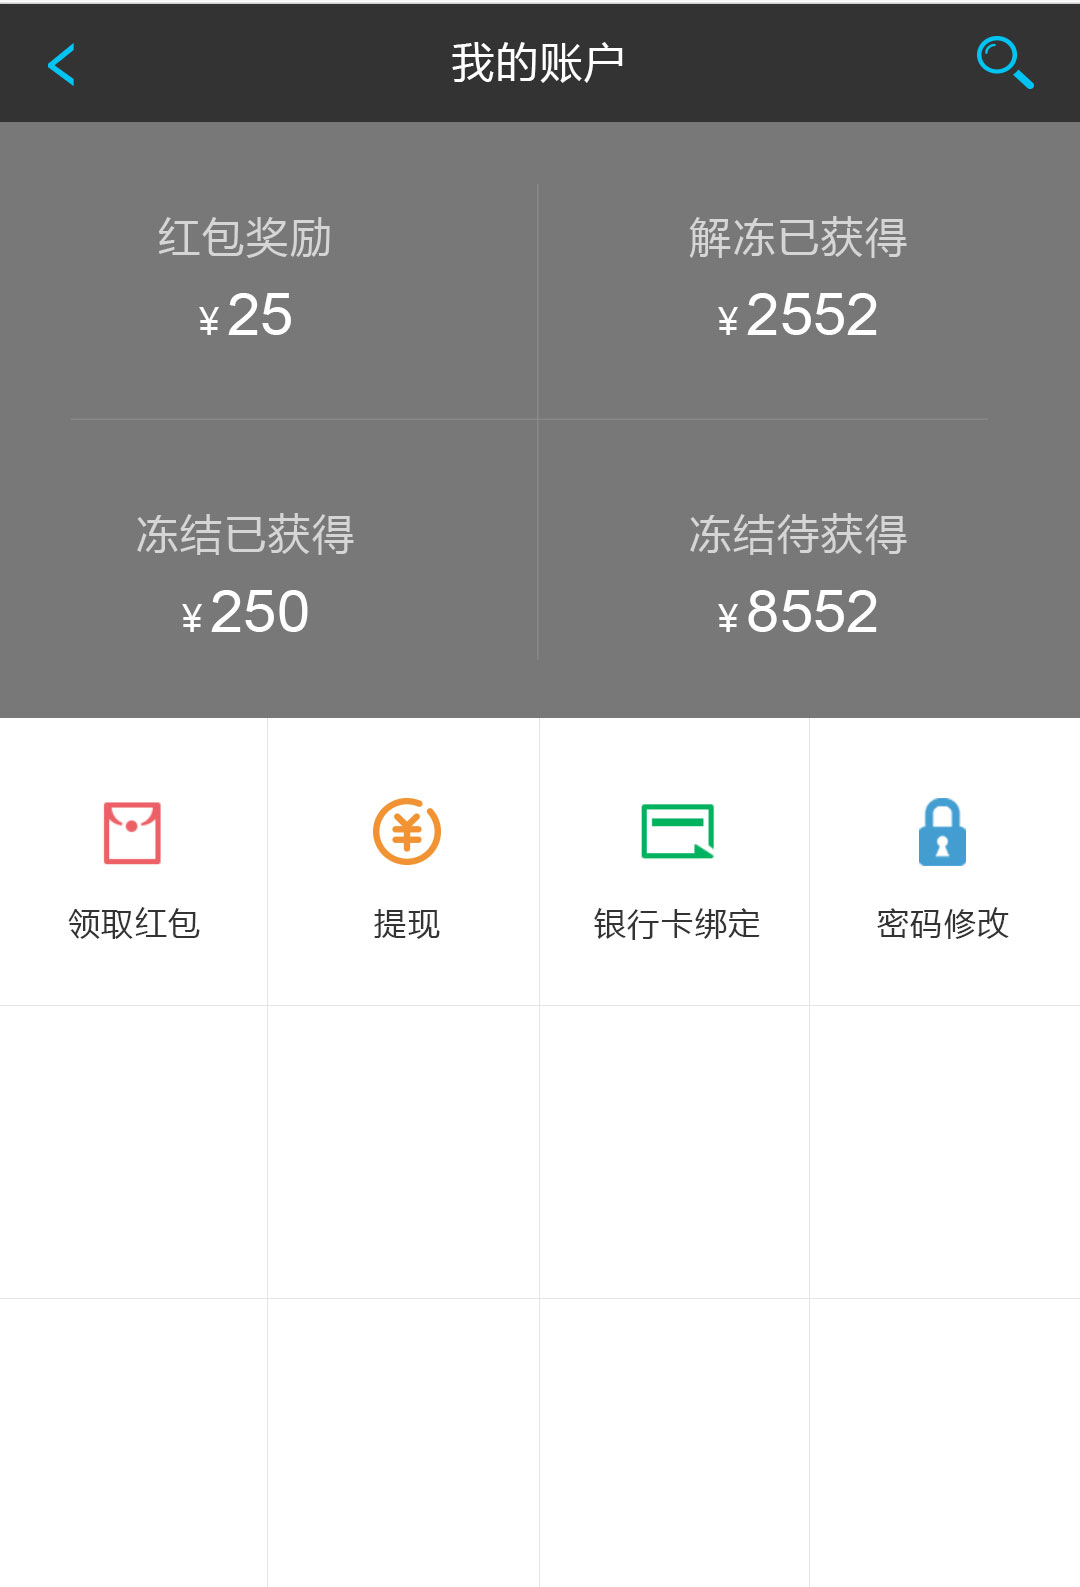 我的账户
红包奖励
¥25
解冻已获得
¥2552
冻结已获得
¥250
冻结待获得
¥8552
领取红包
提现
银行卡绑定
密码修改